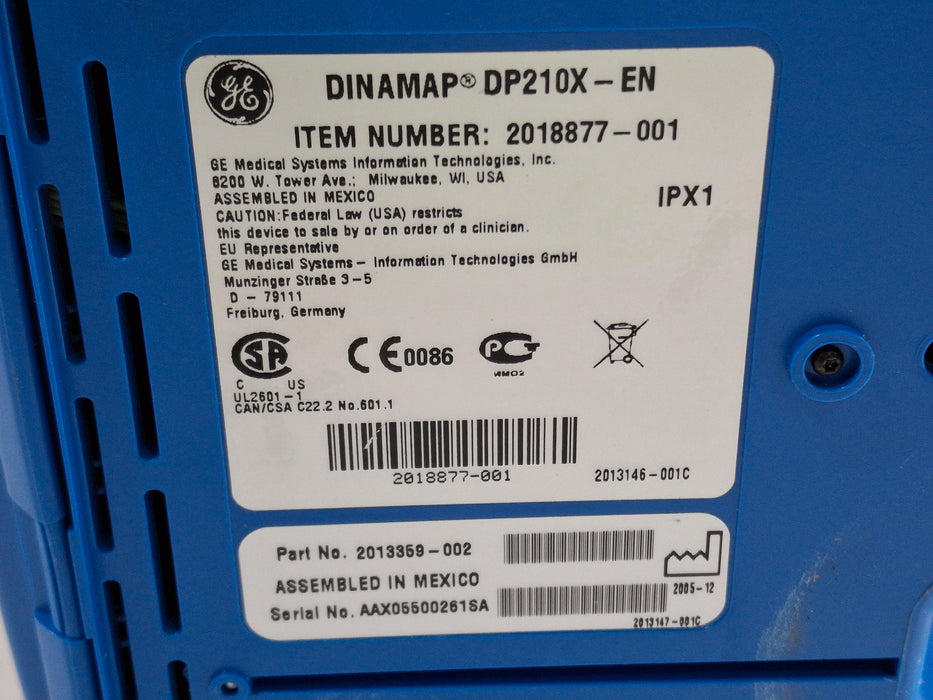 GE
DINAMAP® DP210X-EN
ITEM NUMBER: 2018877-001
GE Medical Systems Information Technologies, Inc.
8200 W. Tower Ave.; Milwaukee, WI, USA
ASSEMBLED IN MEXICO
IPX1
CAUTION:Federal Law (USA) restricts
this device to sale by or on order of a clinician.
EU Representative
GE Medical Systems - Information Technologies GmbH
Munzinger Straße 3-5
D - 79111
Freiburg, Germany
CSA
C US
CE0086
РСТ
ИМ02
UL2601-1
CAN/CSA C22.2 No.601.1
2018877-001
2013146-001C
Part No. 2013359-002
ASSEMBLED IN MEXICO
2005-12
Serial No. AAX05500261SA
2013147-001C